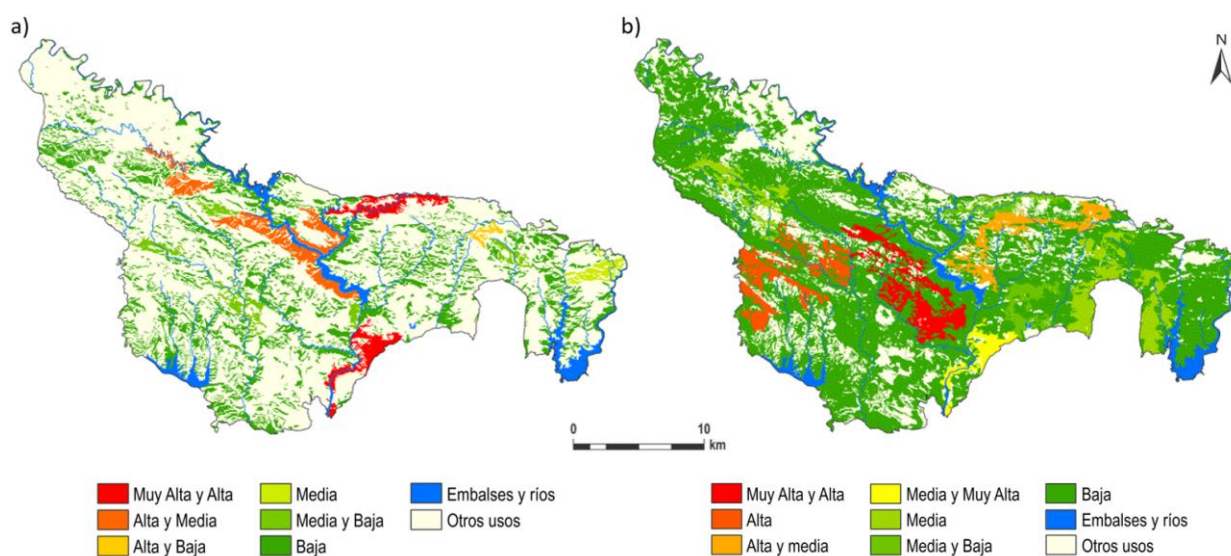 a)
b)
N
0 10
km
Muy Alta y Alta
Alta y Media
Alta y Baja
Media
Media y Baja
Baja
Embalses y ríos
Otros usos
Muy Alta y Alta
Alta
Alta y media
Media y Muy Alta
Media
Media y Baja
Baja
Embalses y ríos
Otros usos